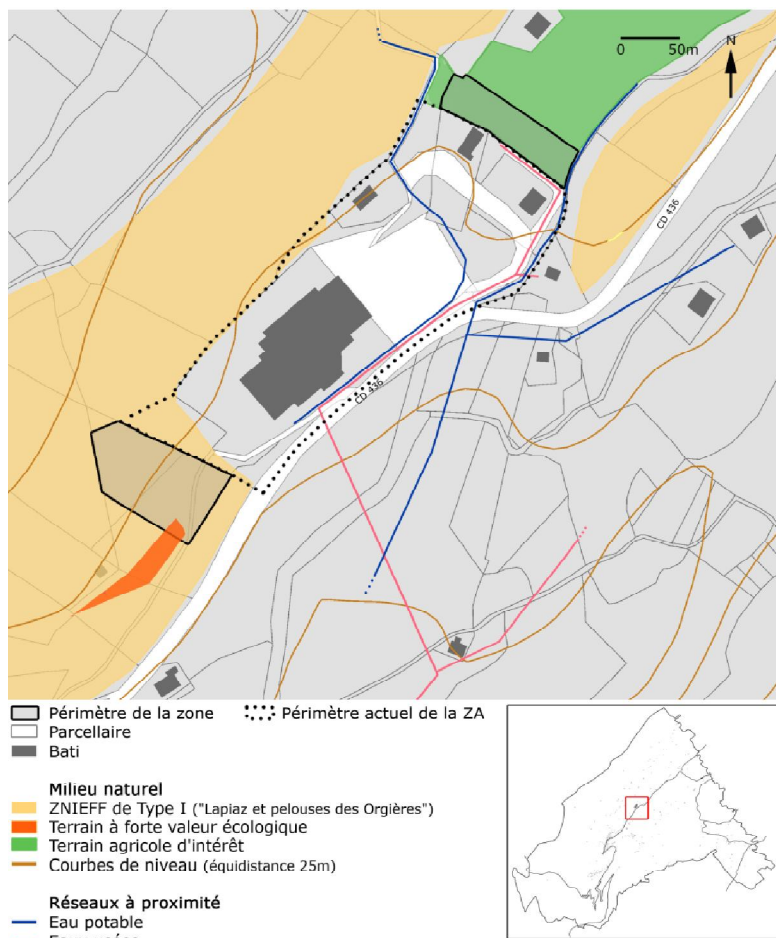 0 50m
N
CD 436
CD 436
Périmètre de la zone
Périmètre actuel de la ZA
Parcellaire
Bati
Milieu naturel
ZNIEFF de Type I ("Lapiaz et pelouses des Orgières")
Terrain à forte valeur écologique
Terrain agricole d'intérêt
Courbes de niveau (équidistance 25m)
Réseaux à proximité
Eau potable